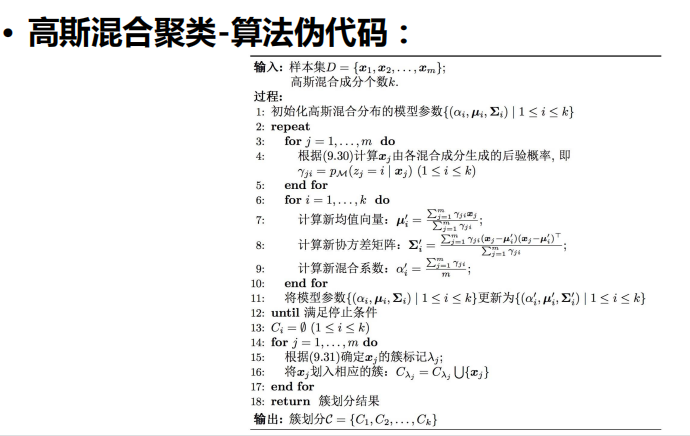 • 高斯混合聚类-算法伪代码：
输入: 样本集D = {x₁, x₂, . . . , xₘ};
高斯混合成分个数k.
过程:
1: 初始化高斯混合分布的模型参数{(αᵢ, μᵢ, Σᵢ) | 1 ≤ i ≤ k}
2: repeat
3: for j = 1, . . . , m do
4: 根据(9.30)计算xⱼ由各混合成分生成的后验概率, 即
γⱼᵢ = p_ℳ(zⱼ = i | xⱼ) (1 ≤ i ≤ k)
5: end for
6: for i = 1, . . . , k do
7: 计算新均值向量: μ′ᵢ = \frac{∑_{j=1}^{m} γⱼᵢxⱼ}{∑_{j=1}^{m} γⱼᵢ};
8: 计算新协方差矩阵: Σ′ᵢ = \frac{∑_{j=1}^{m} γⱼᵢ(xⱼ−μ′ᵢ)(xⱼ−μ′ᵢ)^⊤}{∑_{j=1}^{m} γⱼᵢ};
9: 计算新混合系数: α′ᵢ = \frac{∑_{j=1}^{m} γⱼᵢ}{m};
10: end for
11: 将模型参数{(αᵢ, μᵢ, Σᵢ) | 1 ≤ i ≤ k}更新为{(α′ᵢ, μ′ᵢ, Σ′ᵢ) | 1 ≤ i ≤ k}
12: until 满足停止条件
13: Cᵢ = ∅ (1 ≤ i ≤ k)
14: for j = 1, . . . , m do
15: 根据(9.31)确定xⱼ的簇标记λⱼ;
16: 将xⱼ划入相应的簇: C_{λⱼ} = C_{λⱼ} ⋃{xⱼ}
17: end for
18: return 簇划分结果
输出: 簇划分𝒞 = {C₁, C₂, . . . , Cₖ}